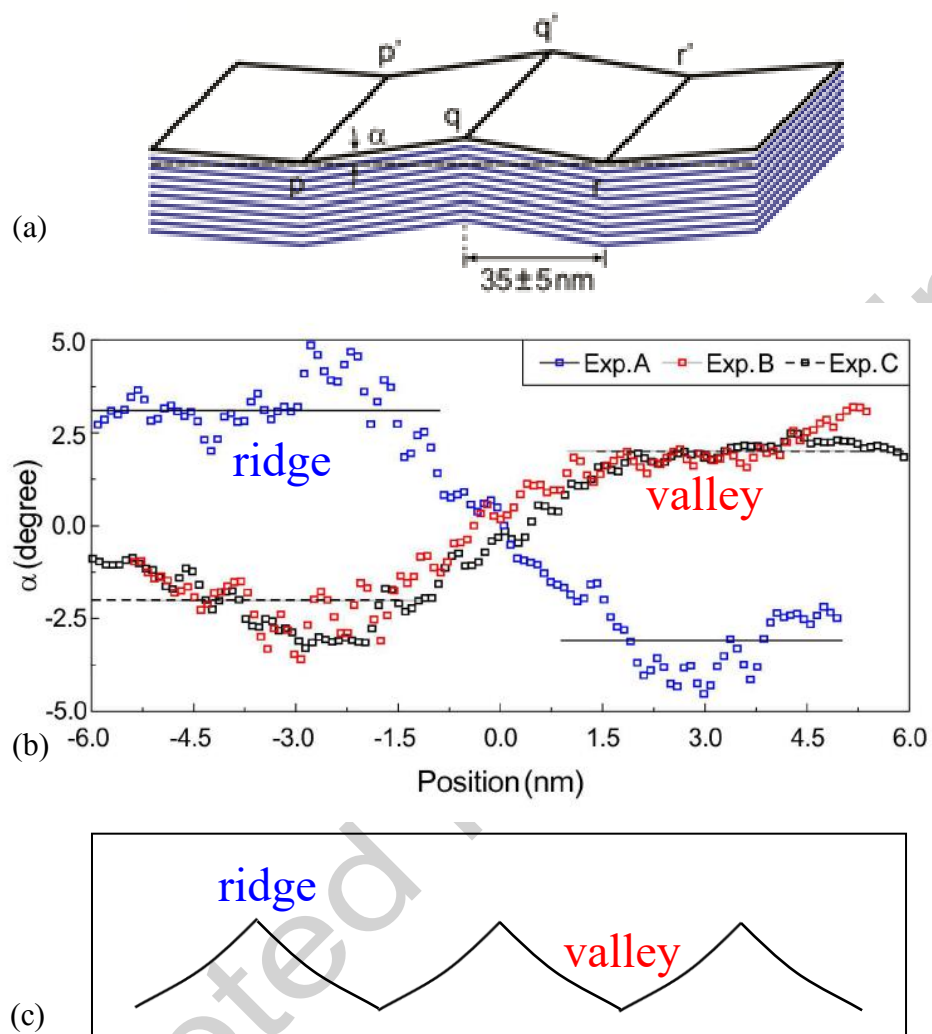 p' q' r'
q
α
p r
(a)
35±5nm
5.0
Exp.A Exp.B Exp.C
2.5
ridge
valley
0.0
α (degree)
-2.5
-5.0
(b)
-6.0 -4.5 -3.0 -1.5 0.0 1.5 3.0 4.5 6.0
Position (nm)
ridge
valley
(c)